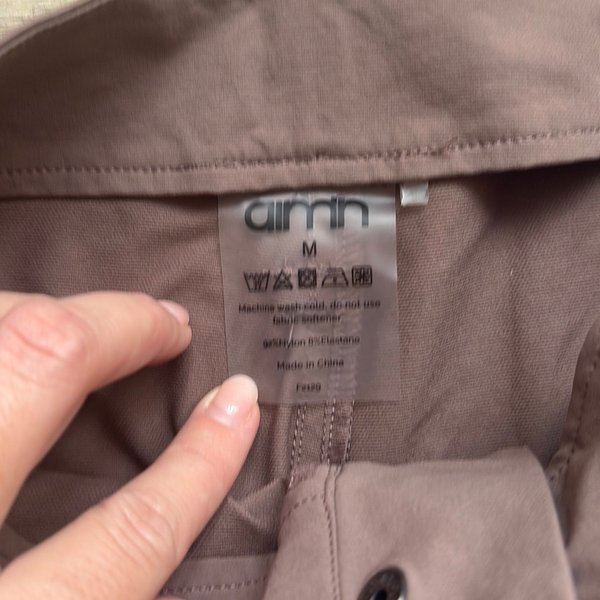 aim'n
M
Machine wash cold, do not use
fabric softener
92%Nylon 8%Elastane
Made in China